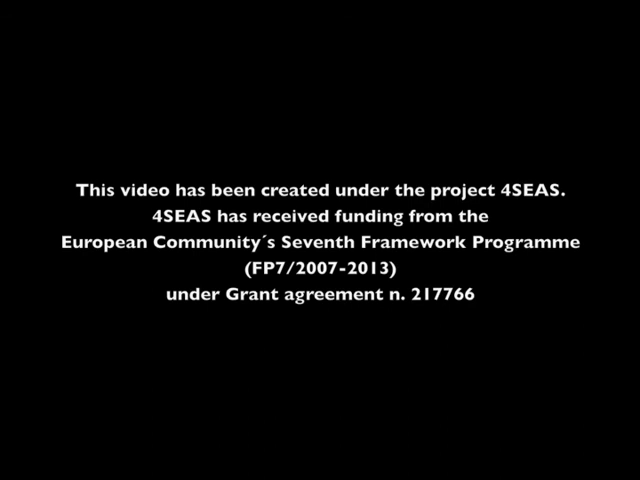 This video has been created under the project 4SEAS.
4SEAS has received funding from the
European Community´s Seventh Framework Programme
(FP7/2007-2013)
under Grant agreement n. 217766